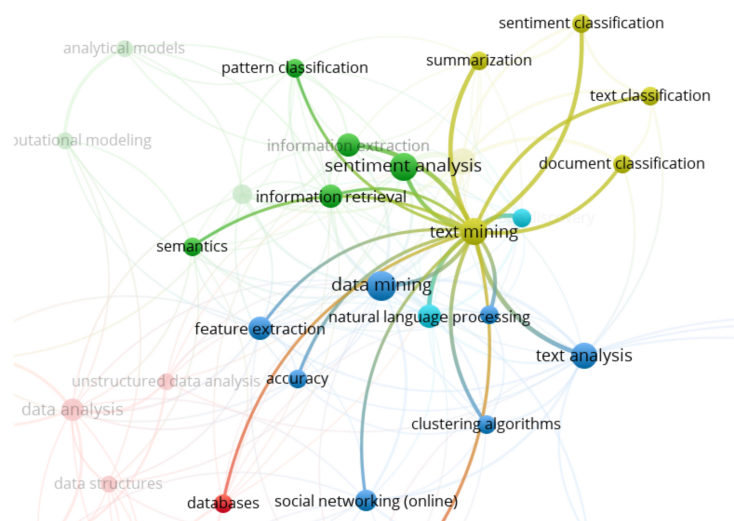 sentiment classification
analytical models
summarization
pattern classification
text classification
putational modeling
information extraction
sentiment analysis
document classification
information retrieval
text mining
semantics
data mining
natural language processing
feature extraction
text analysis
unstructured data analysis
accuracy
data analysis
clustering algorithms
data structures
databases
social networking (online)